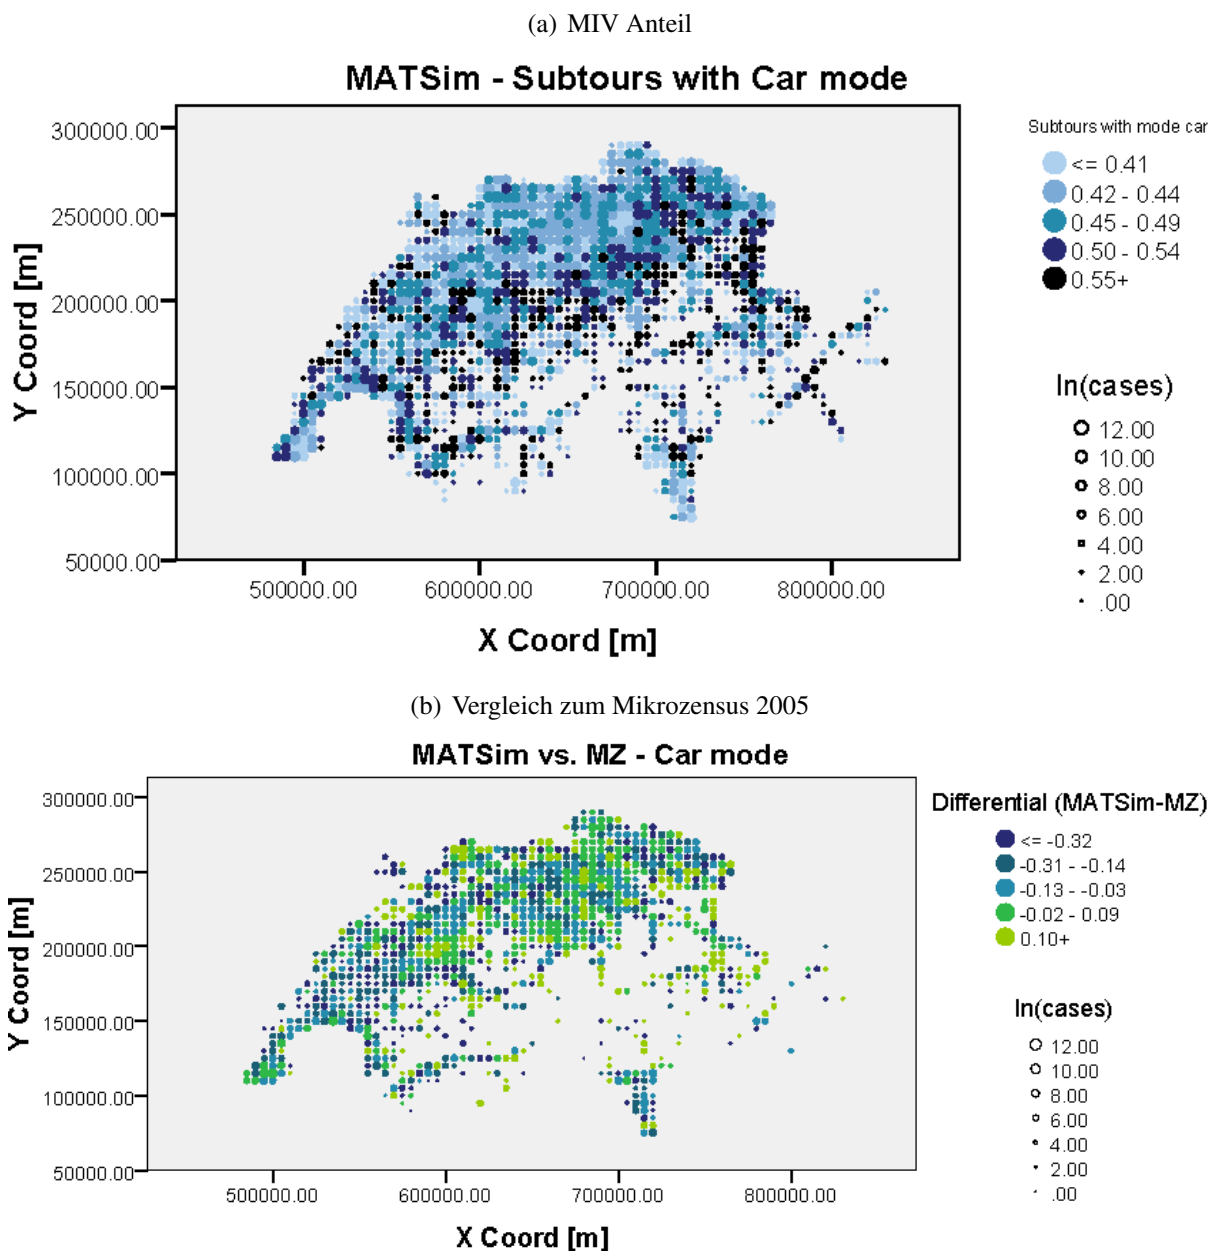 (a) MIV Anteil
MATSim - Subtours with Car mode
300000.00
250000.00
200000.00
150000.00
100000.00
50000.00
Y Coord [m]
500000.00
600000.00
700000.00
800000.00
X Coord [m]
Subtours with mode car
<= 0.41
0.42 - 0.44
0.45 - 0.49
0.50 - 0.54
0.55+
ln(cases)
12.00
10.00
8.00
6.00
4.00
2.00
.00
(b) Vergleich zum Mikrozensus 2005
MATSim vs. MZ - Car mode
300000.00
250000.00
200000.00
150000.00
100000.00
50000.00
Y Coord [m]
500000.00
600000.00
700000.00
800000.00
X Coord [m]
Differential (MATSim-MZ)
<= -0.32
-0.31 - -0.14
-0.13 - -0.03
-0.02 - 0.09
0.10+
ln(cases)
12.00
10.00
8.00
6.00
4.00
2.00
.00